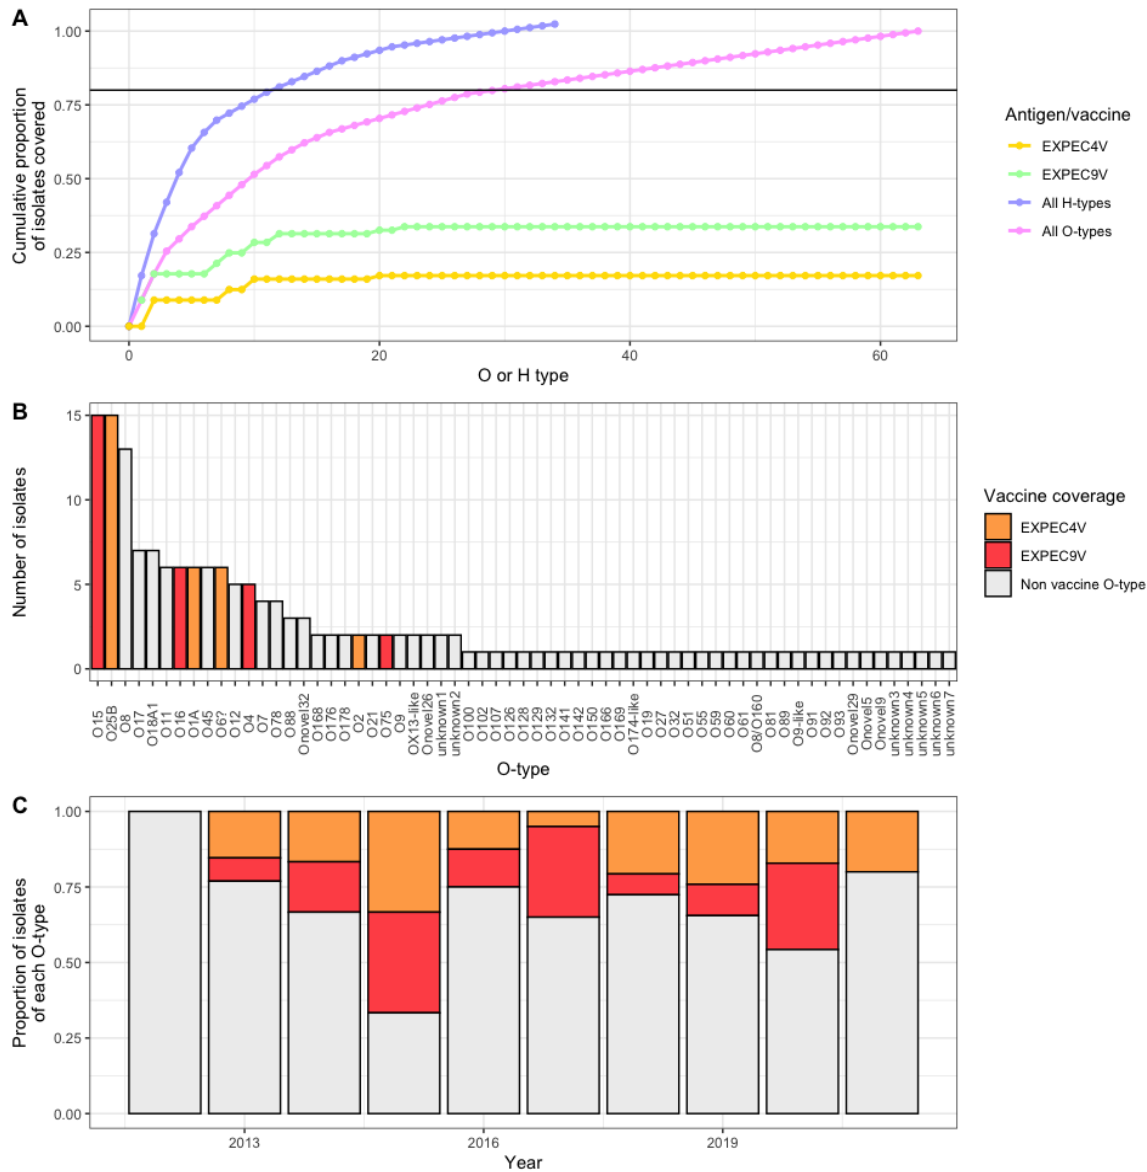 A
Cumulative proportion
of isolates covered
1.00
0.75
0.50
0.25
0.00
0
20
40
60
O or H type
Antigen/vaccine
EXPEC4V
EXPEC9V
All H-types
All O-types
B
Number of isolates
15
10
5
0
O15
O25B
O8
O17
O18A1
O11
O16
O1A
O45
O6?
O12
O4
O7
O78
O88
Onovel32
O168
O176
O178
O2
O21
O75
O9
OX13-like
Onovel26
unknown1
unknown2
O100
O102
O107
O126
O128
O129
O132
O141
O142
O150
O166
O169
O174-like
O19
O27
O32
O51
O55
O59
O60
O61
O8/O160
O81
O89
O9-like
O91
O92
O93
Onovel29
Onovel5
Onovel9
unknown3
unknown4
unknown5
unknown6
unknown7
O-type
Vaccine coverage
EXPEC4V
EXPEC9V
Non vaccine O-type
C
Proportion of isolates
of each O-type
1.00
0.75
0.50
0.25
0.00
2013
2016
2019
Year